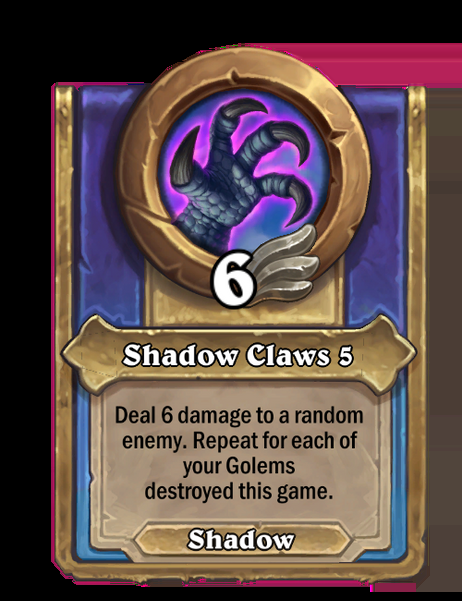 6
Shadow Claws 5
Deal 6 damage to a random
enemy. Repeat for each of
your Golems
destroyed this game.
Shadow